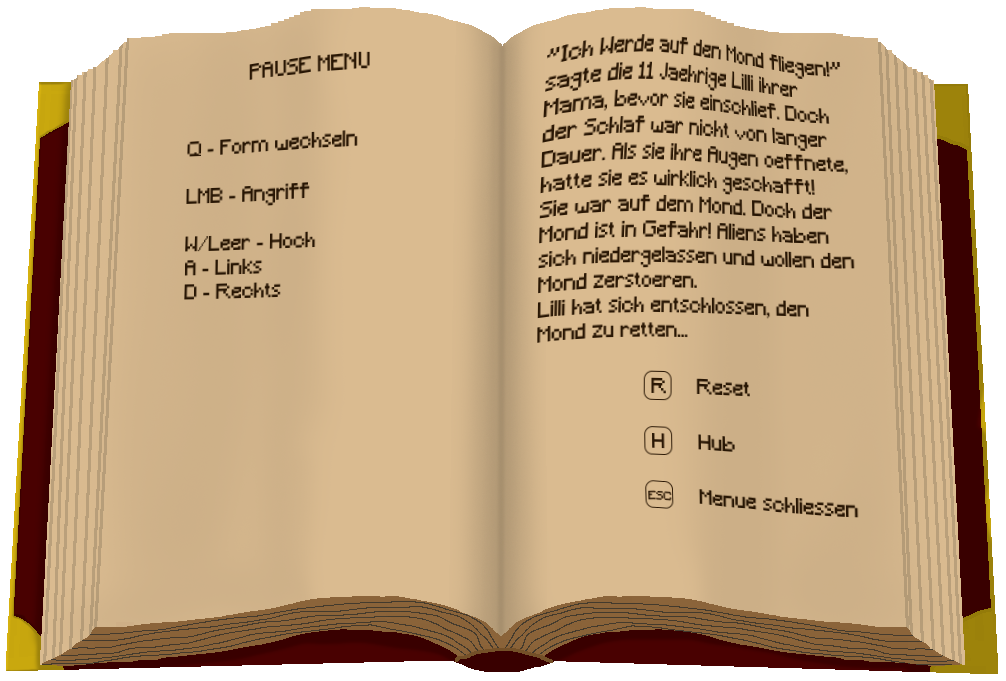 PAUSE MENU
Q - Form wechseln
LMB - Angriff
W/Leer - Hoch
A - Links
D - Rechts
"Ich Werde auf den Mond fliegen!"
sagte die 11 Jaehrige Lilli ihrer
Mama, bevor sie einschlief. Doch
der Schlaf war nicht von langer
Dauer. Als sie ihre Augen oeffnete,
hatte sie es wirklich geschafft!
Sie war auf dem Mond. Doch der
Mond ist in Gefahr! Aliens haben
sich niedergelassen und wollen den
Mond zerstoeren.
Lilli hat sich entschlossen, den
Mond zu retten...
R Reset
H Hub
ESC Menue schliessen